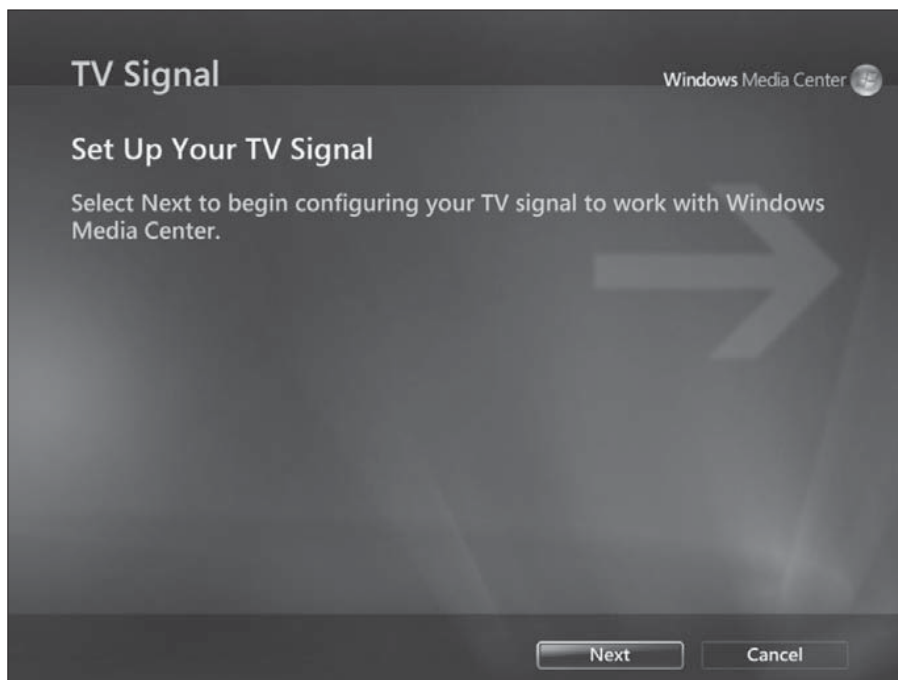 TV Signal
Windows Media Center
Set Up Your TV Signal
Select Next to begin configuring your TV signal to work with Windows
Media Center.
Next
Cancel